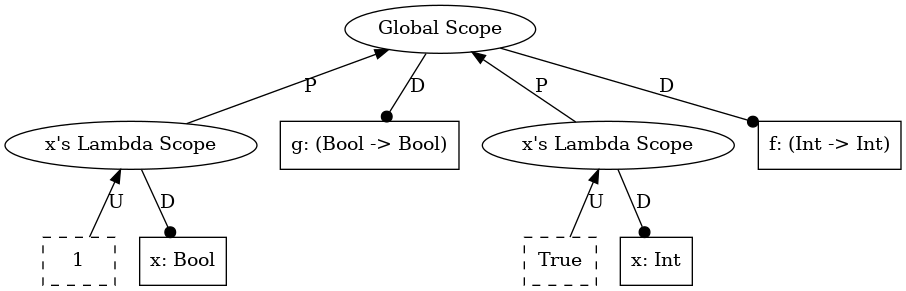 Global Scope
P
D
P
D
x's Lambda Scope
g: (Bool -> Bool)
x's Lambda Scope
f: (Int -> Int)
U
D
U
D
1
x: Bool
True
x: Int